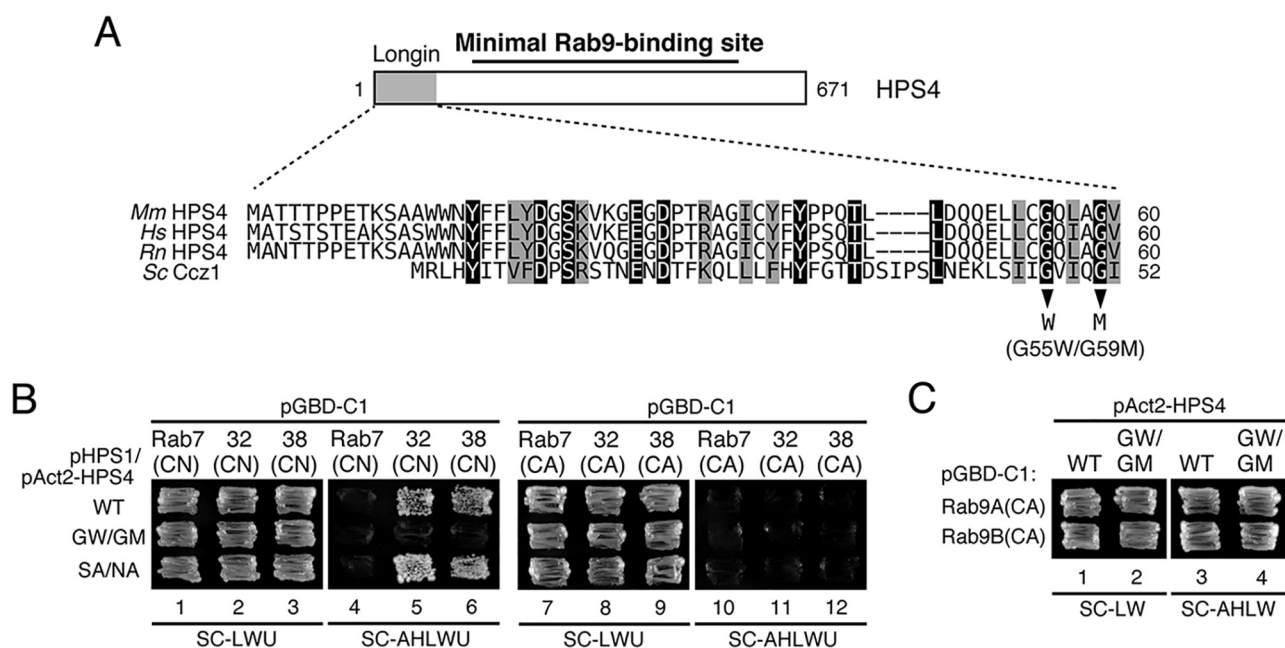 A
Minimal Rab9-binding site
Longin
1 671 HPS4
Mm HPS4 MATTTPPETKSAAWWNYFFLYDGSKVKGEGDPTRAGICYFYPPQTL----LDQQELLCGQLAGV 60
Hs HPS4 MATSTSTEAKSASWWNYFFLYDGSKVKEEGDPTRAGICYFYPSQTL----LDQQELLCGQIAGV 60
Rn HPS4 MANTTPPETKSAAWWNYFFLYDGSKVQEGDPTRAGICYFYPSQTL----LDQQELLCGQLAGV 60
Sc Ccz1 MRLHYITVFDPSRSTNENDTFKQLLLFHYFGTTDSIPSLNEKLSIIGVIQGI 52
W M
(G55W/G59M)
B
pGBD-C1 pGBD-C1
pHPS1/
pAct2-HPS4
Rab7 32 38 Rab7 32 38 Rab7 32 38 Rab7 32 38
(CN) (CN) (CN) (CN) (CN) (CN) (CA) (CA) (CA) (CA) (CA) (CA)
WT
GW/GM
SA/NA
1 2 3 4 5 6 7 8 9 10 11 12
SC-LWU SC-AHLWU SC-LWU SC-AHLWU
C
pAct2-HPS4
GW/ GW/
pGBD-C1: WT GM WT GM
Rab9A(CA)
Rab9B(CA)
1 2 3 4
SC-LW SC-AHLW